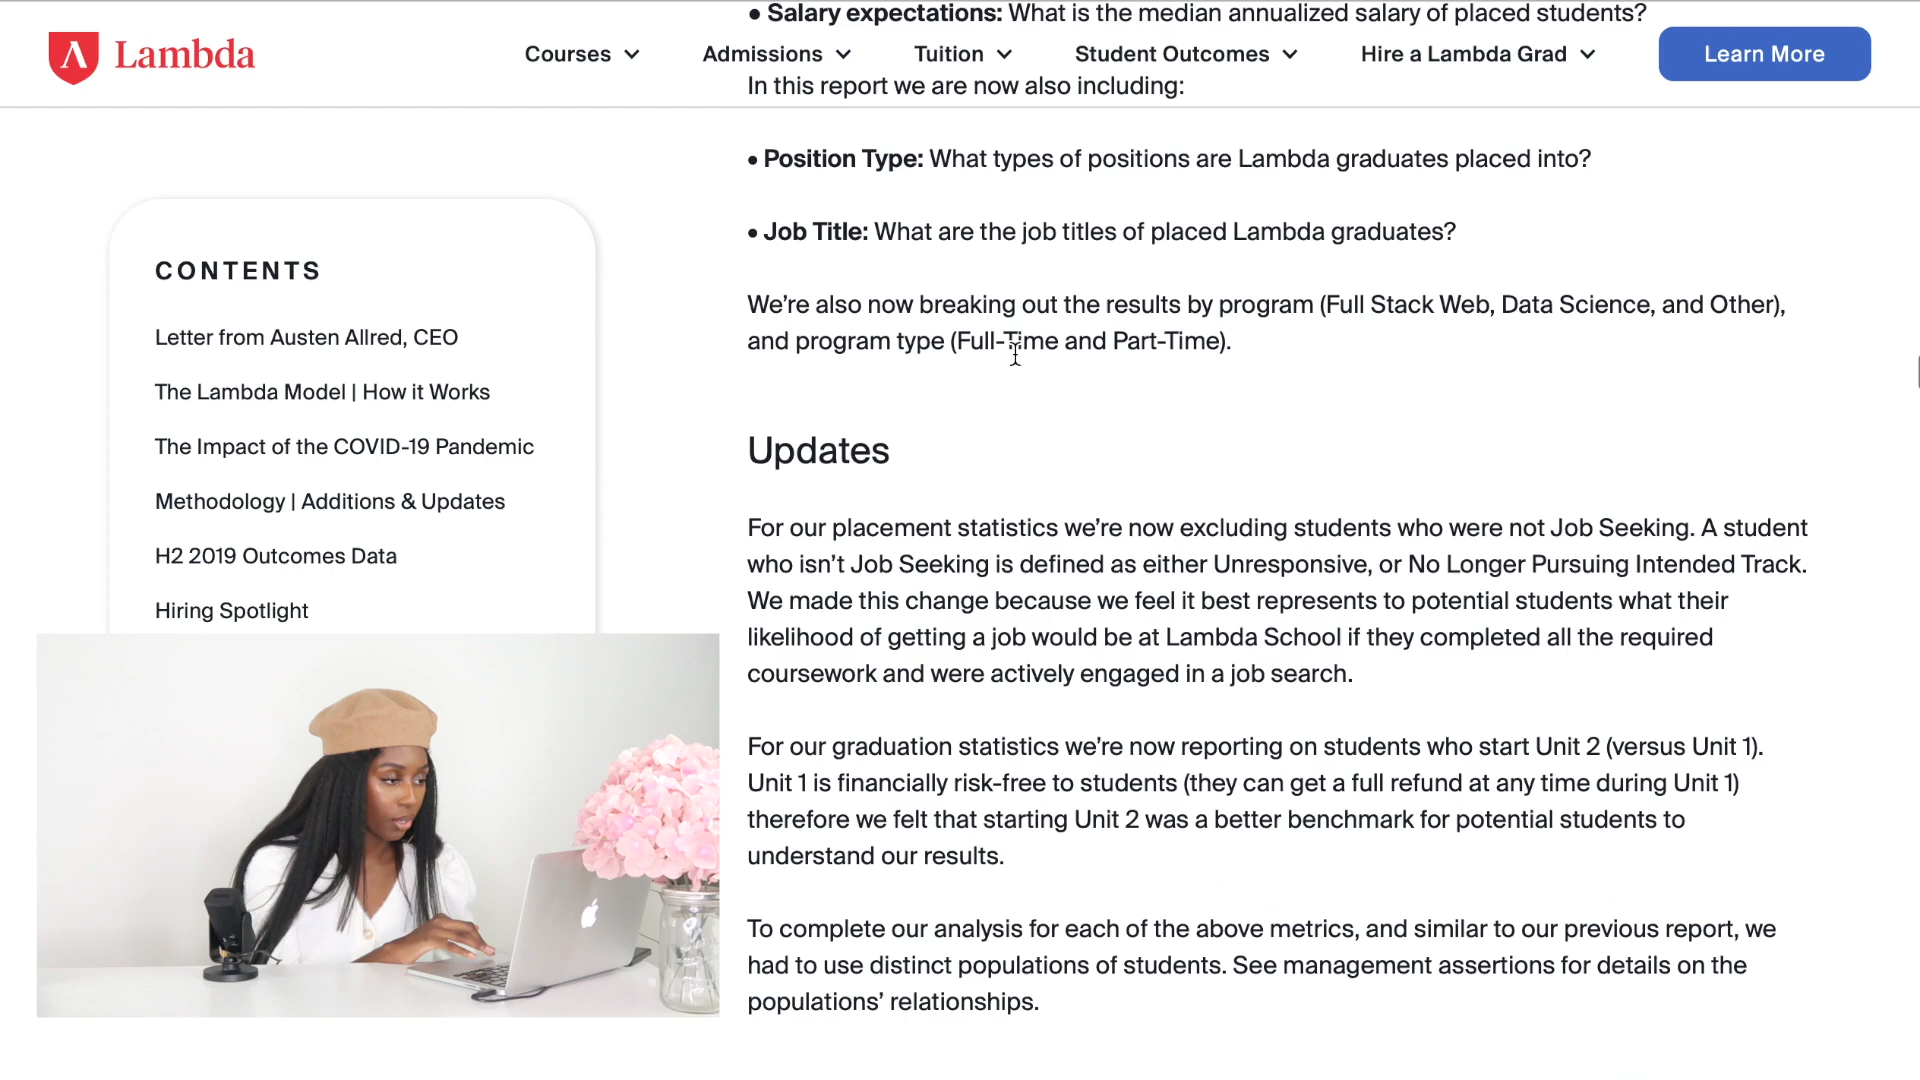 • Salary expectations: What is the median annualized salary of placed students?
Lambda
Courses
Admissions
Tuition
Student Outcomes
Hire a Lambda Grad
Learn More
In this report we are now also including:
• Position Type: What types of positions are Lambda graduates placed into?
• Job Title: What are the job titles of placed Lambda graduates?
We’re also now breaking out the results by program (Full Stack Web, Data Science, and Other),
and program type (Full-Time and Part-Time).
CONTENTS
Letter from Austen Allred, CEO
The Lambda Model | How it Works
The Impact of the COVID-19 Pandemic
Methodology | Additions & Updates
H2 2019 Outcomes Data
Hiring Spotlight
Updates
For our placement statistics we’re now excluding students who were not Job Seeking. A student
who isn’t Job Seeking is defined as either Unresponsive, or No Longer Pursuing Intended Track.
We made this change because we feel it best represents to potential students what their
likelihood of getting a job would be at Lambda School if they completed all the required
coursework and were actively engaged in a job search.
For our graduation statistics we’re now reporting on students who start Unit 2 (versus Unit 1).
Unit 1 is financially risk-free to students (they can get a full refund at any time during Unit 1)
therefore we felt that starting Unit 2 was a better benchmark for potential students to
understand our results.
To complete our analysis for each of the above metrics, and similar to our previous report, we
had to use distinct populations of students. See management assertions for details on the
populations’ relationships.